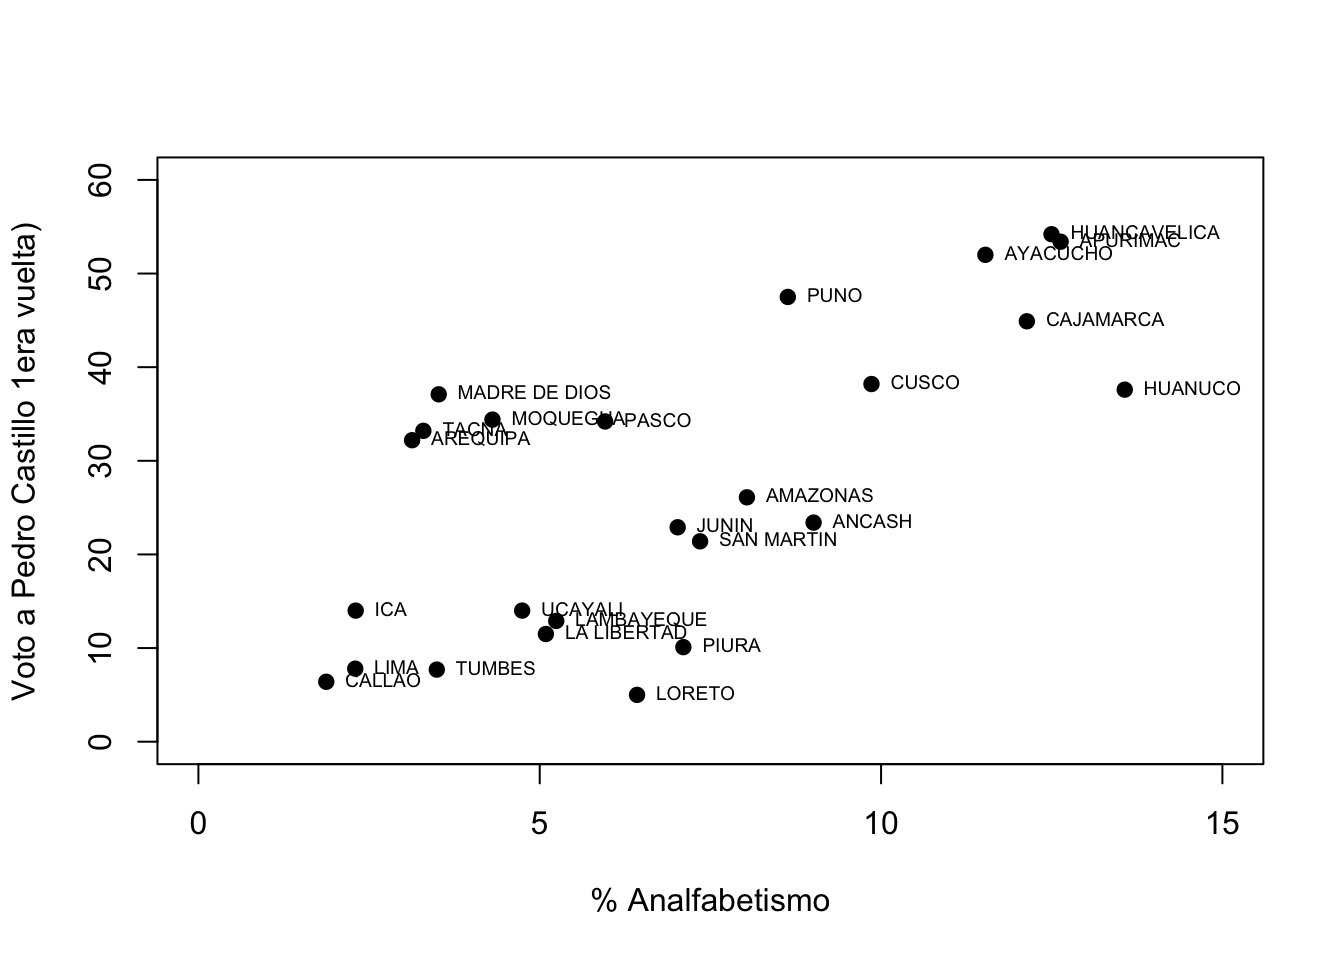 Voto a Pedro Castillo 1era vuelta)
60
50
40
30
20
10
0
HUANCAVELICA
APURIMAC
AYACUCHO
PUNO
CAJAMARCA
CUSCO
HUANUCO
MADRE DE DIOS
MOQUEGUA
PASCO
TACNA
AREQUIPA
AMAZONAS
ANCASH
JUNIN
SAN MARTIN
ICA
UCAYALI
LAMBAYEQUE
LA LIBERTAD
PIURA
LIMA
TUMBES
CALLAO
LORETO
0 5 10 15
% Analfabetismo